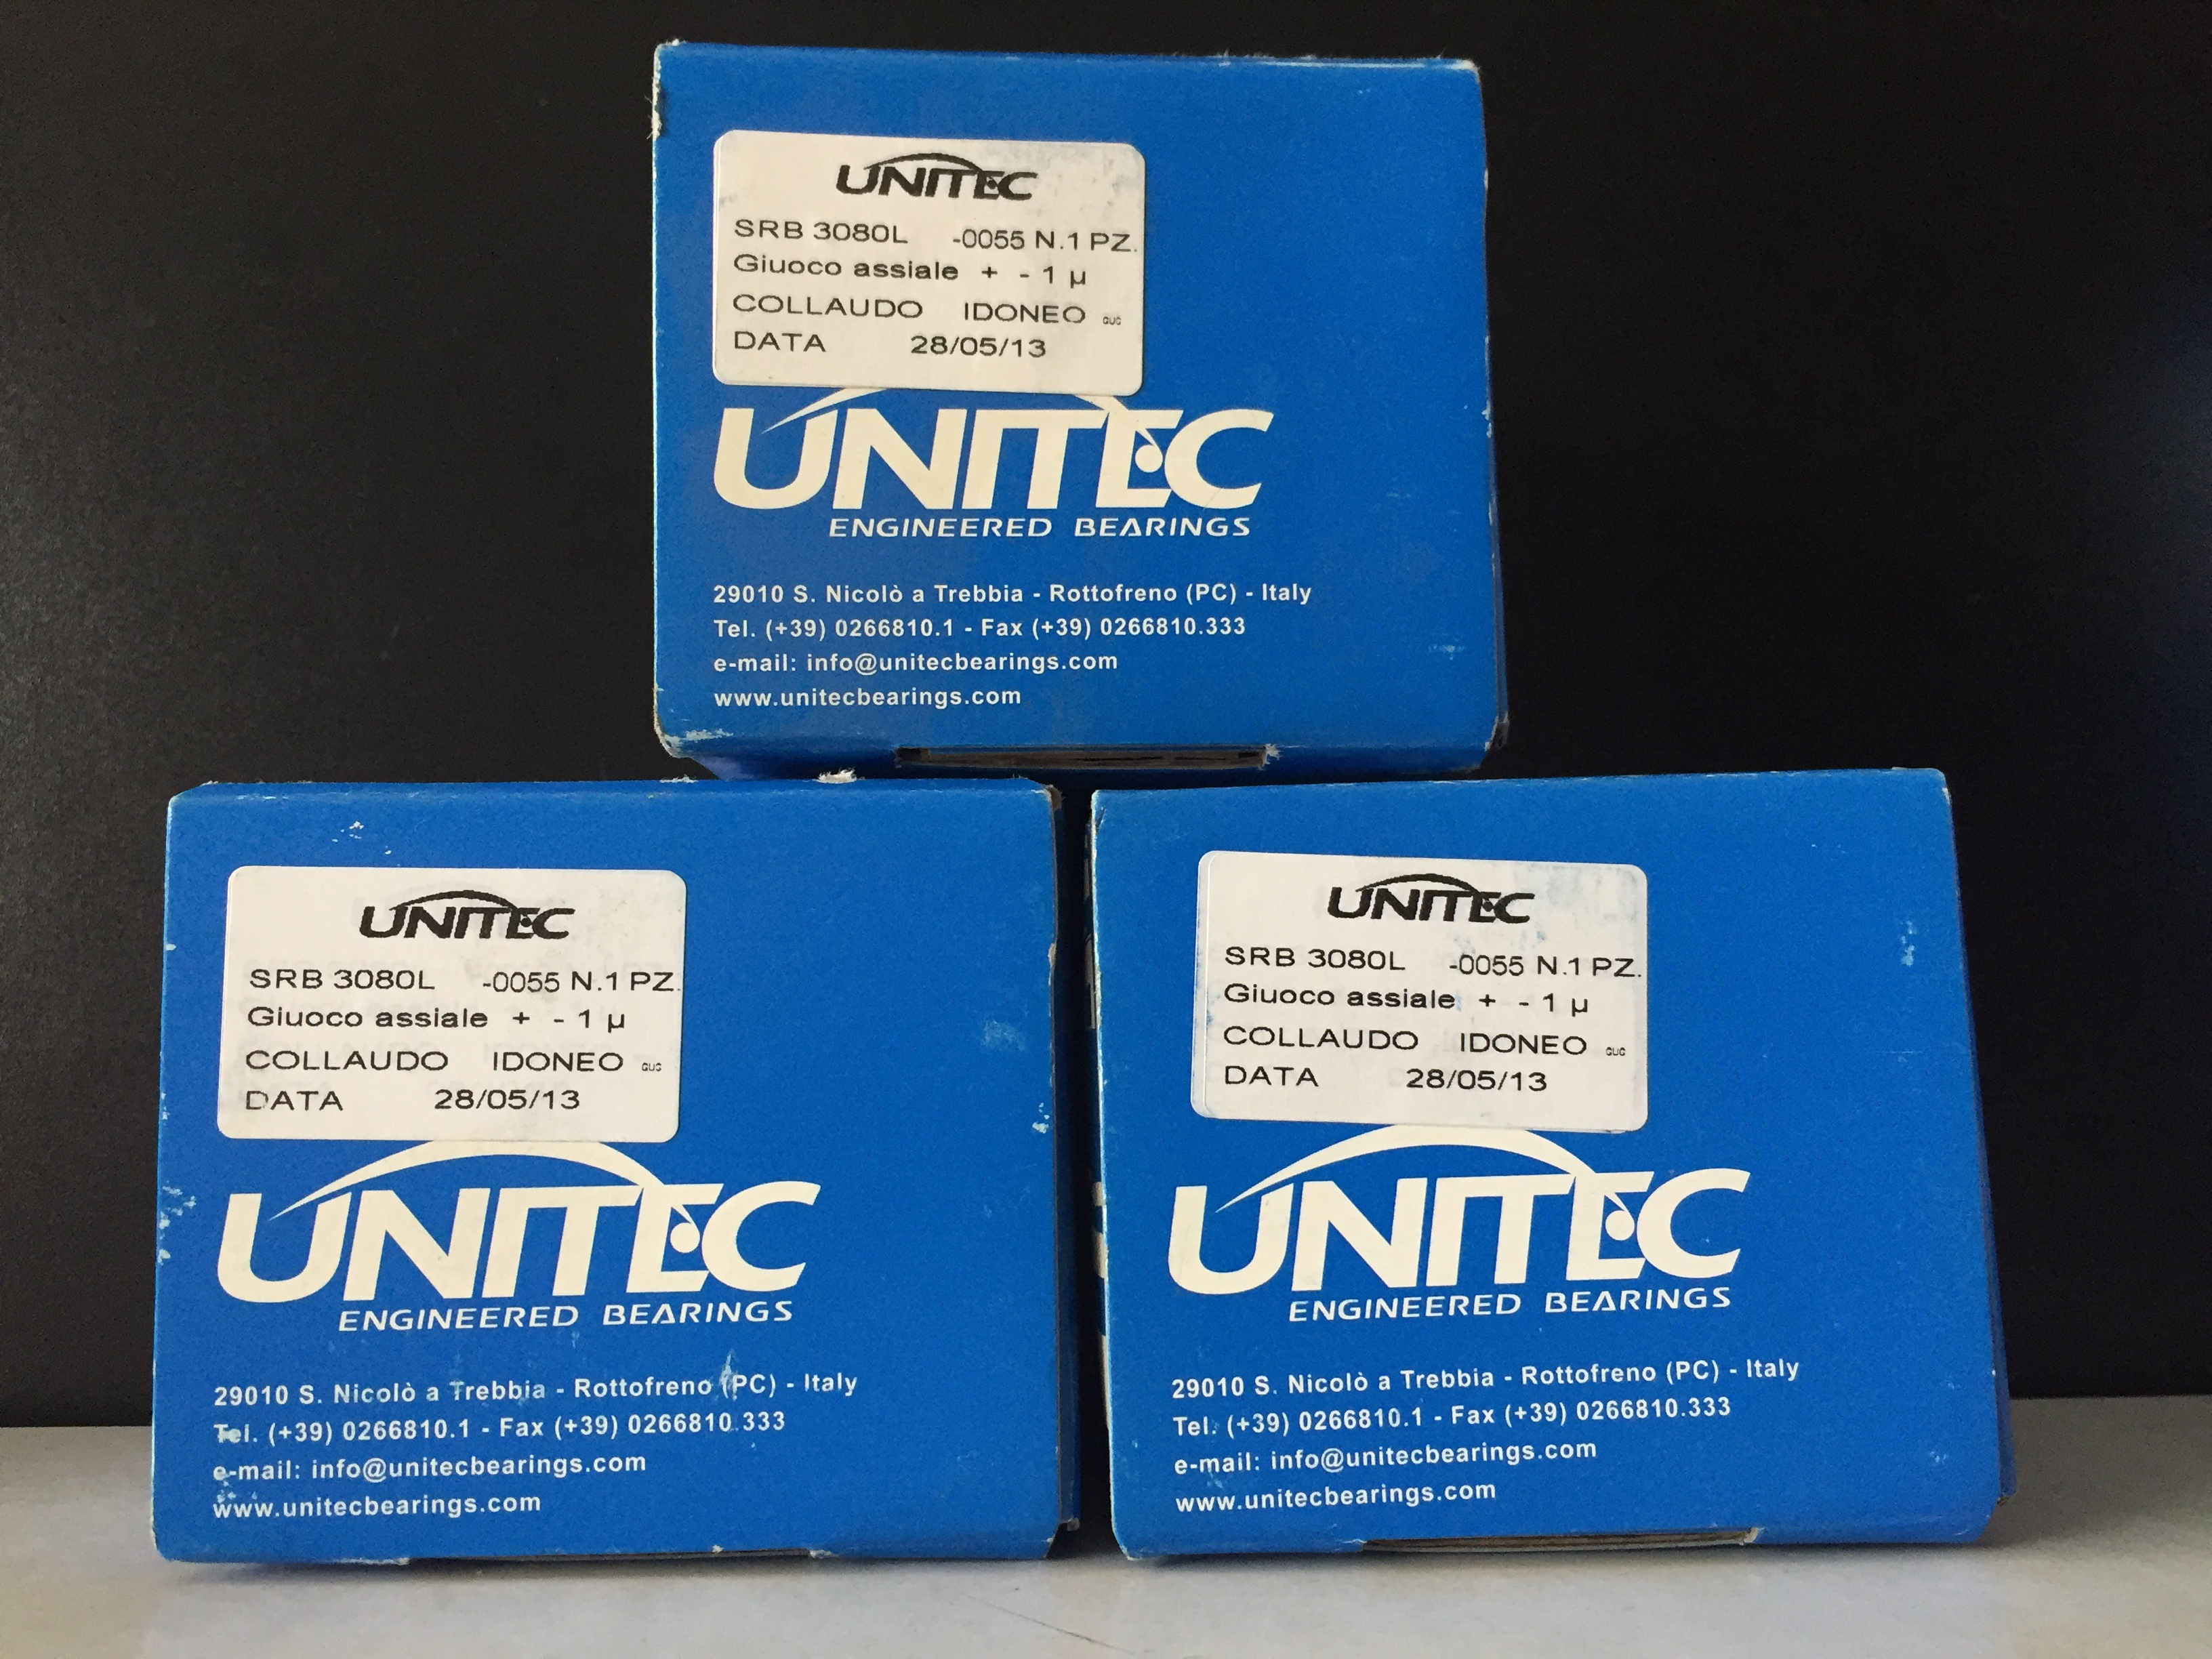 UNITEC
SRB 3080L -0055 N.1 PZ.
Giuoco assiale + - 1 µ
COLLAUDO IDONEO GUG
DATA 28/05/13
UNITEC
ENGINEERED BEARINGS
29010 S. Nicolò a Trebbia - Rottofreno (PC) - Italy
Tel. (+39) 0266810.1 - Fax (+39) 0266810.333
e-mail: info@unitecbearings.com
www.unitecbearings.com
UNITEC
SRB 3080L -0055 N.1 PZ.
Giuoco assiale + - 1 µ
COLLAUDO IDONEO GUG
DATA 28/05/13
UNITEC
ENGINEERED BEARINGS
29010 S. Nicolò a Trebbia - Rottofreno (PC) - Italy
Tel. (+39) 0266810.1 - Fax (+39) 0266810.333
e-mail: info@unitecbearings.com
www.unitecbearings.com
UNITEC
SRB 3080L -0055 N.1 PZ.
Giuoco assiale + - 1 µ
COLLAUDO IDONEO GUG
DATA 28/05/13
UNITEC
ENGINEERED BEARINGS
29010 S. Nicolò a Trebbia - Rottofreno (PC) - Italy
Tel. (+39) 0266810.1 - Fax (+39) 0266810.333
e-mail: info@unitecbearings.com
www.unitecbearings.com